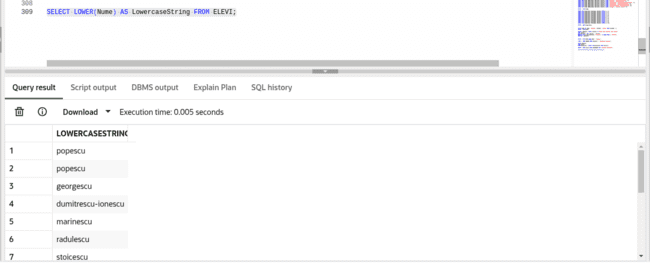 308
309 SELECT LOWER(Nume) AS LowercaseString FROM ELEVI;
Query result Script output DBMS output Explain Plan SQL history
Download Execution time: 0.005 seconds
LOWERCASESTRING
1 popescu
2 popescu
3 georgescu
4 dumitrescu-ionescu
5 marinescu
6 radulescu
7 stoicescu